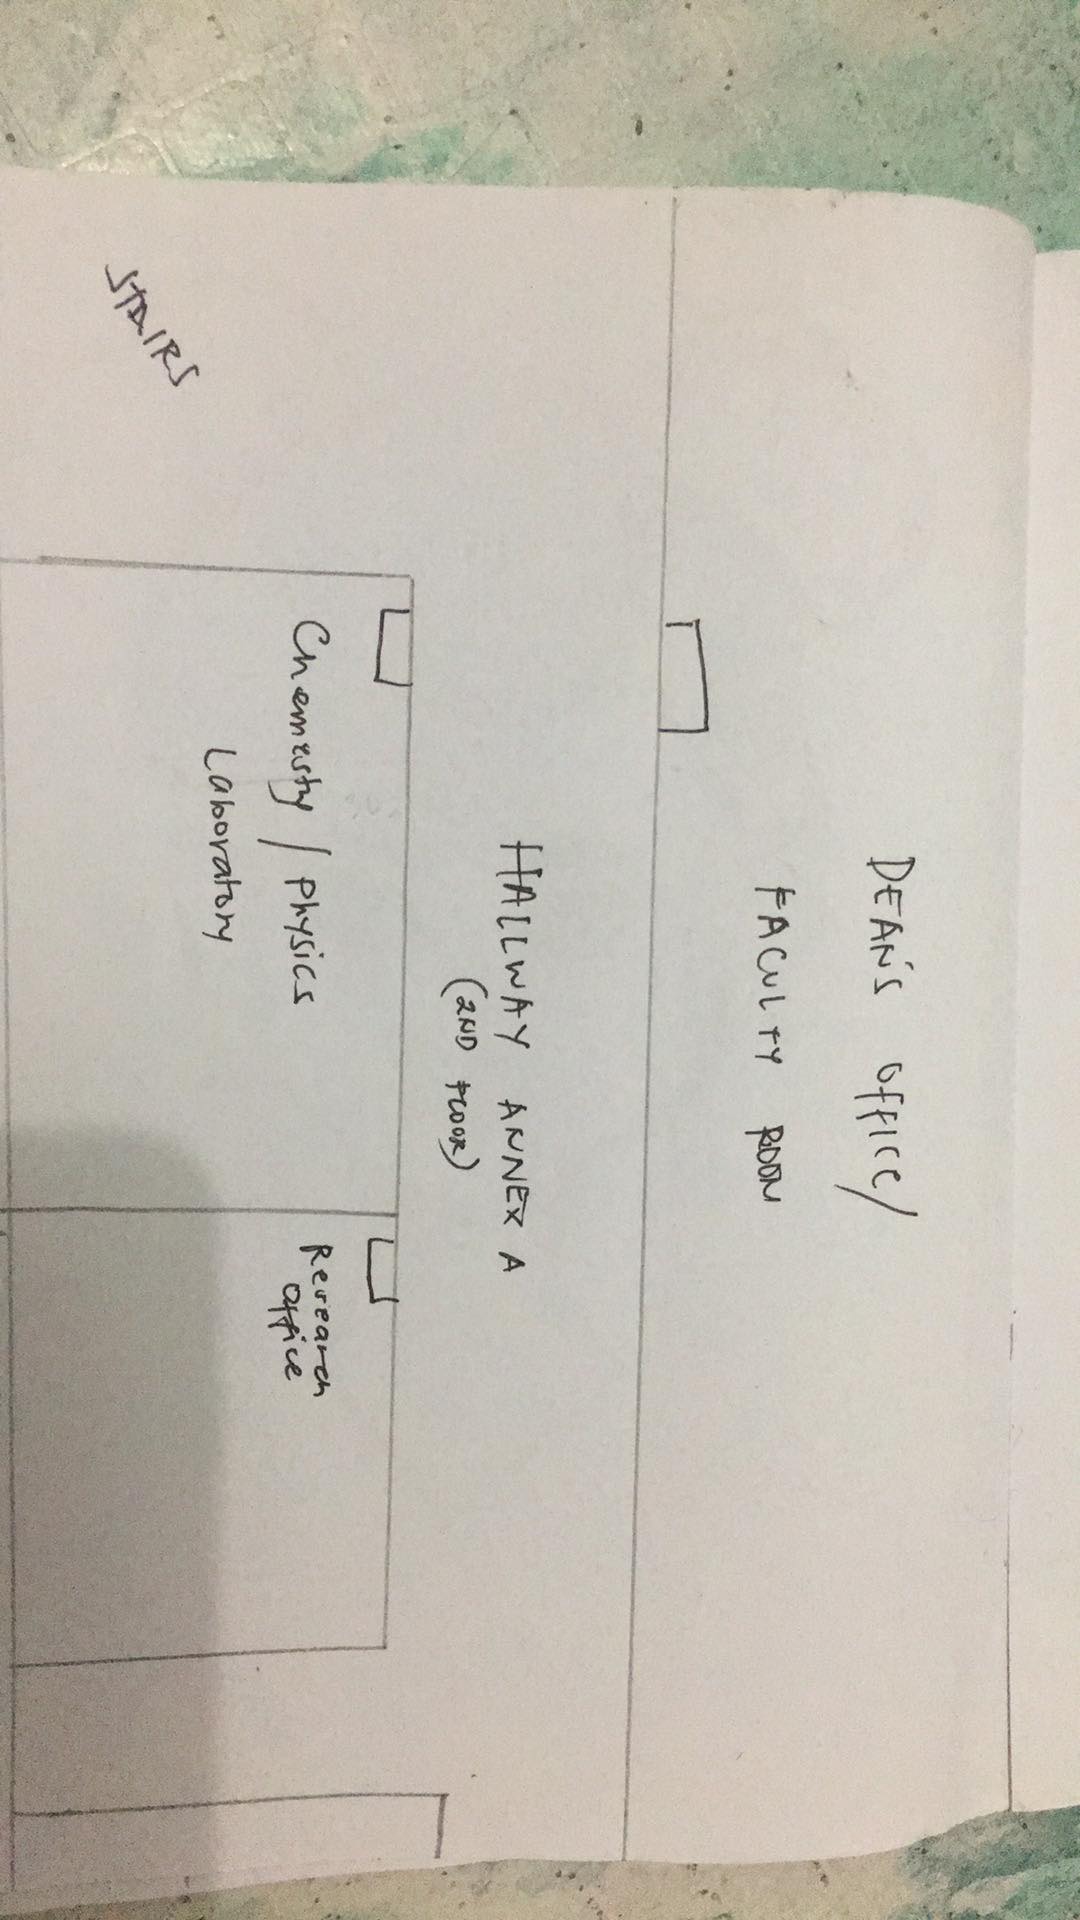 DEAN'S OFFICE/
FACULTY ROOM
HALLWAY ANNEX A
(2ND FLOOR)
Chemestry / Physics
Laboratory
Research
Office
STAIRS